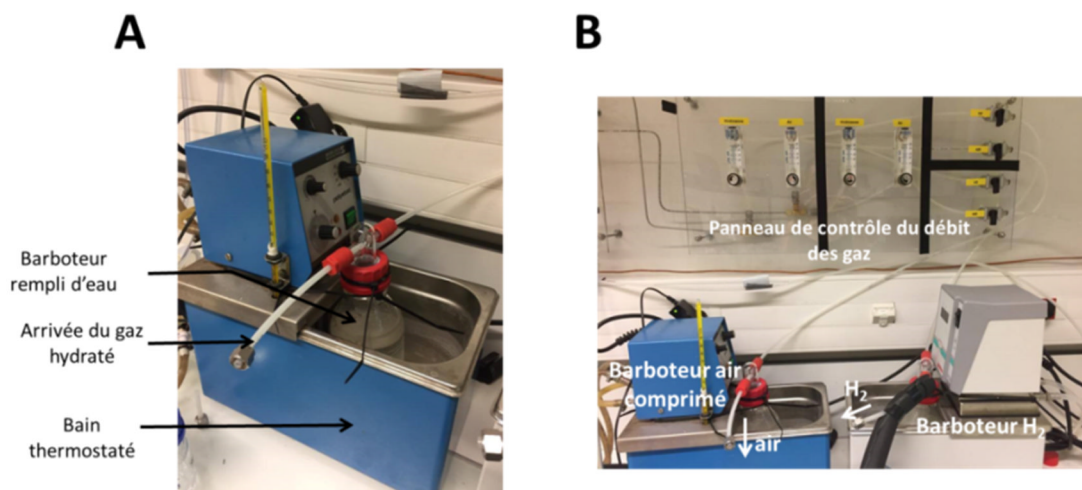 A
B
Barboteur
rempli d'eau
Arrivée du gaz
hydraté
Bain
thermostaté
Panneau de contrôle du débit
des gaz
Barboteur air
comprimé
air
H₂
Barboteur H₂